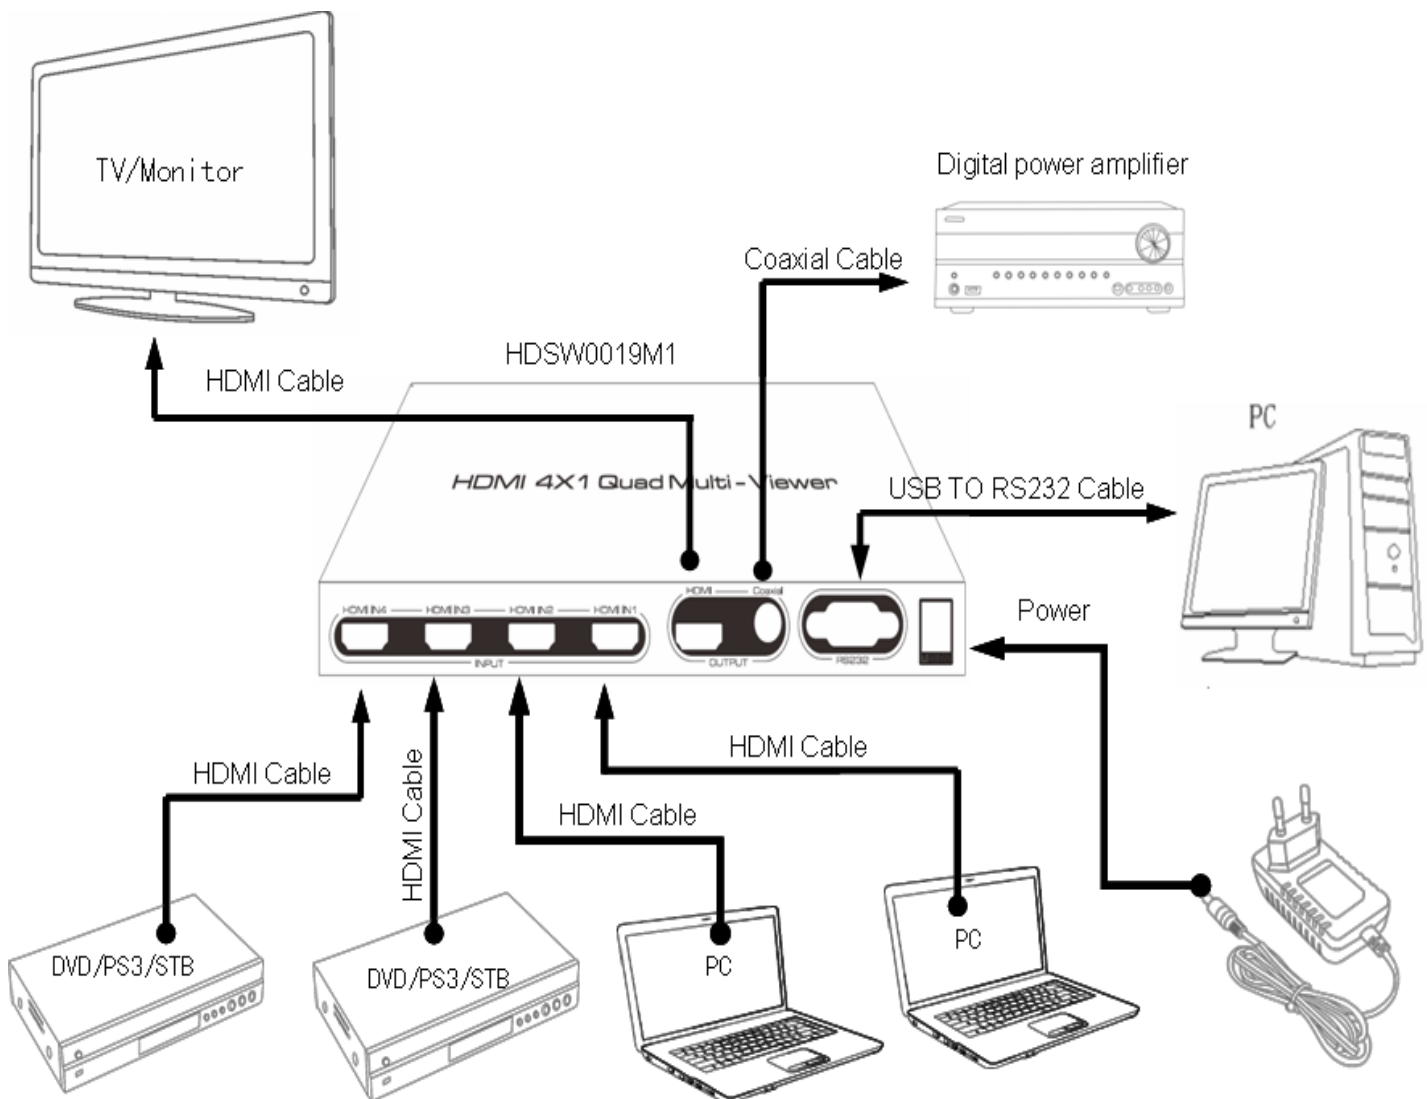 TV/Monitor
Digital power amplifier
Coaxial Cable
HDSW0019M1
HDMI Cable
PC
HDMI 4X1 Quad Multi-Viewer
USB TO RS232 Cable
HDMI IN4
HDMI IN3
HDMI IN2
HDMI IN1
HDMI
Coaxial
Power
INPUT
OUTPUT
RS232
HDMI Cable
HDMI Cable
HDMI Cable
HDMI Cable
DVD/PS3/STB
DVD/PS3/STB
PC
PC